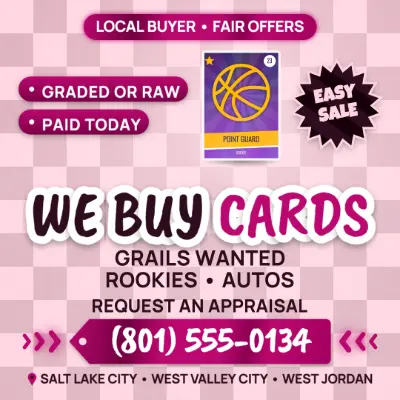 LOCAL BUYER • FAIR OFFERS
• GRADED OR RAW
• PAID TODAY
23
POINT GUARD
EASY
SALE
WE BUY CARDS
GRAILS WANTED
ROOKIES • AUTOS
REQUEST AN APPRAISAL
(801) 555-0134
SALT LAKE CITY • WEST VALLEY CITY • WEST JORDAN